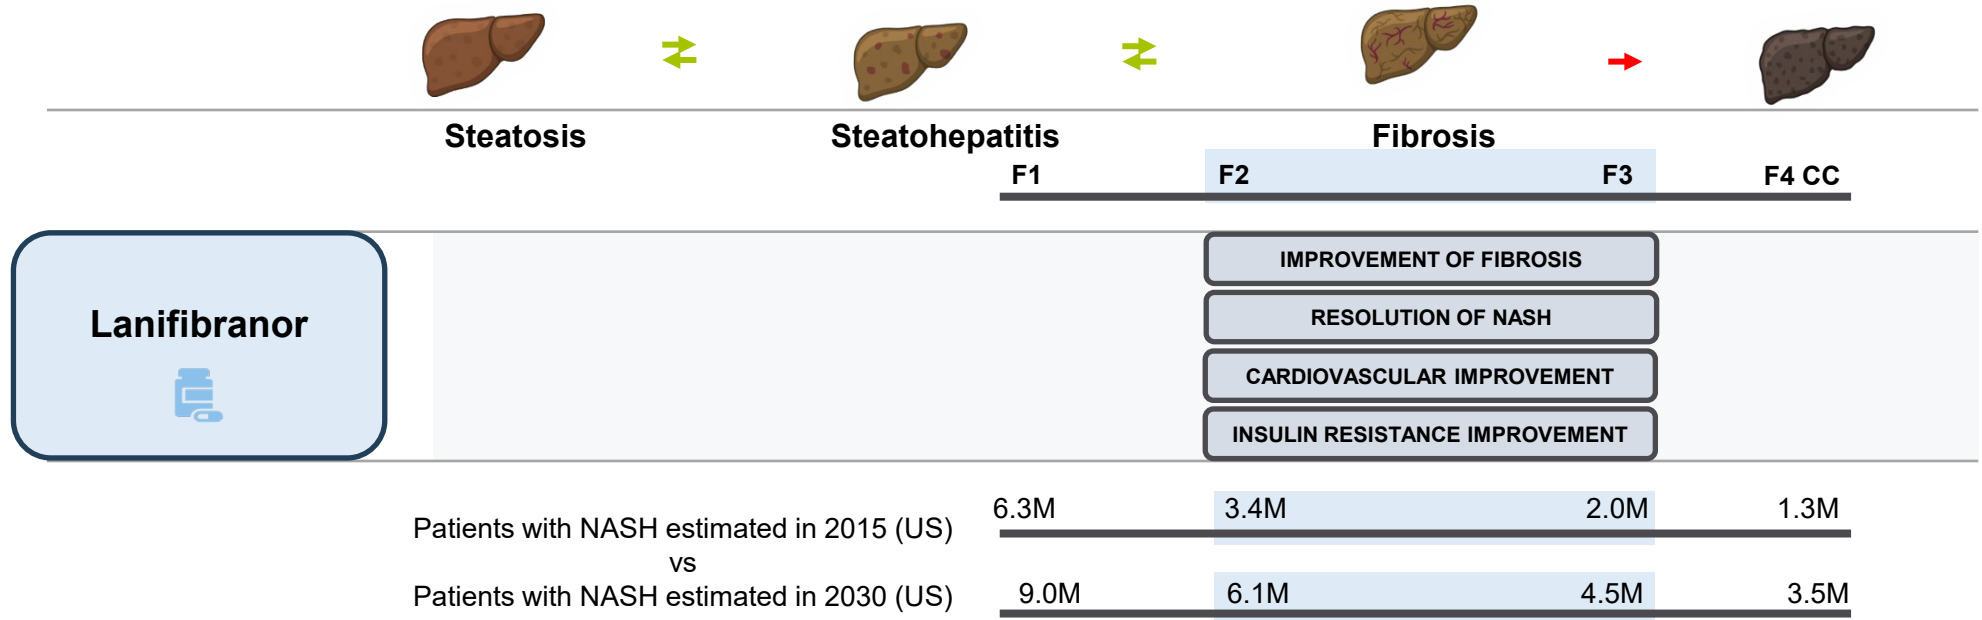 Steatosis
Steatohepatitis
Fibrosis
F1
F2
F3
F4 CC
Lanifibranor
IMPROVEMENT OF FIBROSIS
RESOLUTION OF NASH
CARDIOVASCULAR IMPROVEMENT
INSULIN RESISTANCE IMPROVEMENT
Patients with NASH estimated in 2015 (US)
6.3M
3.4M
2.0M
1.3M
vs
Patients with NASH estimated in 2030 (US)
9.0M
6.1M
4.5M
3.5M